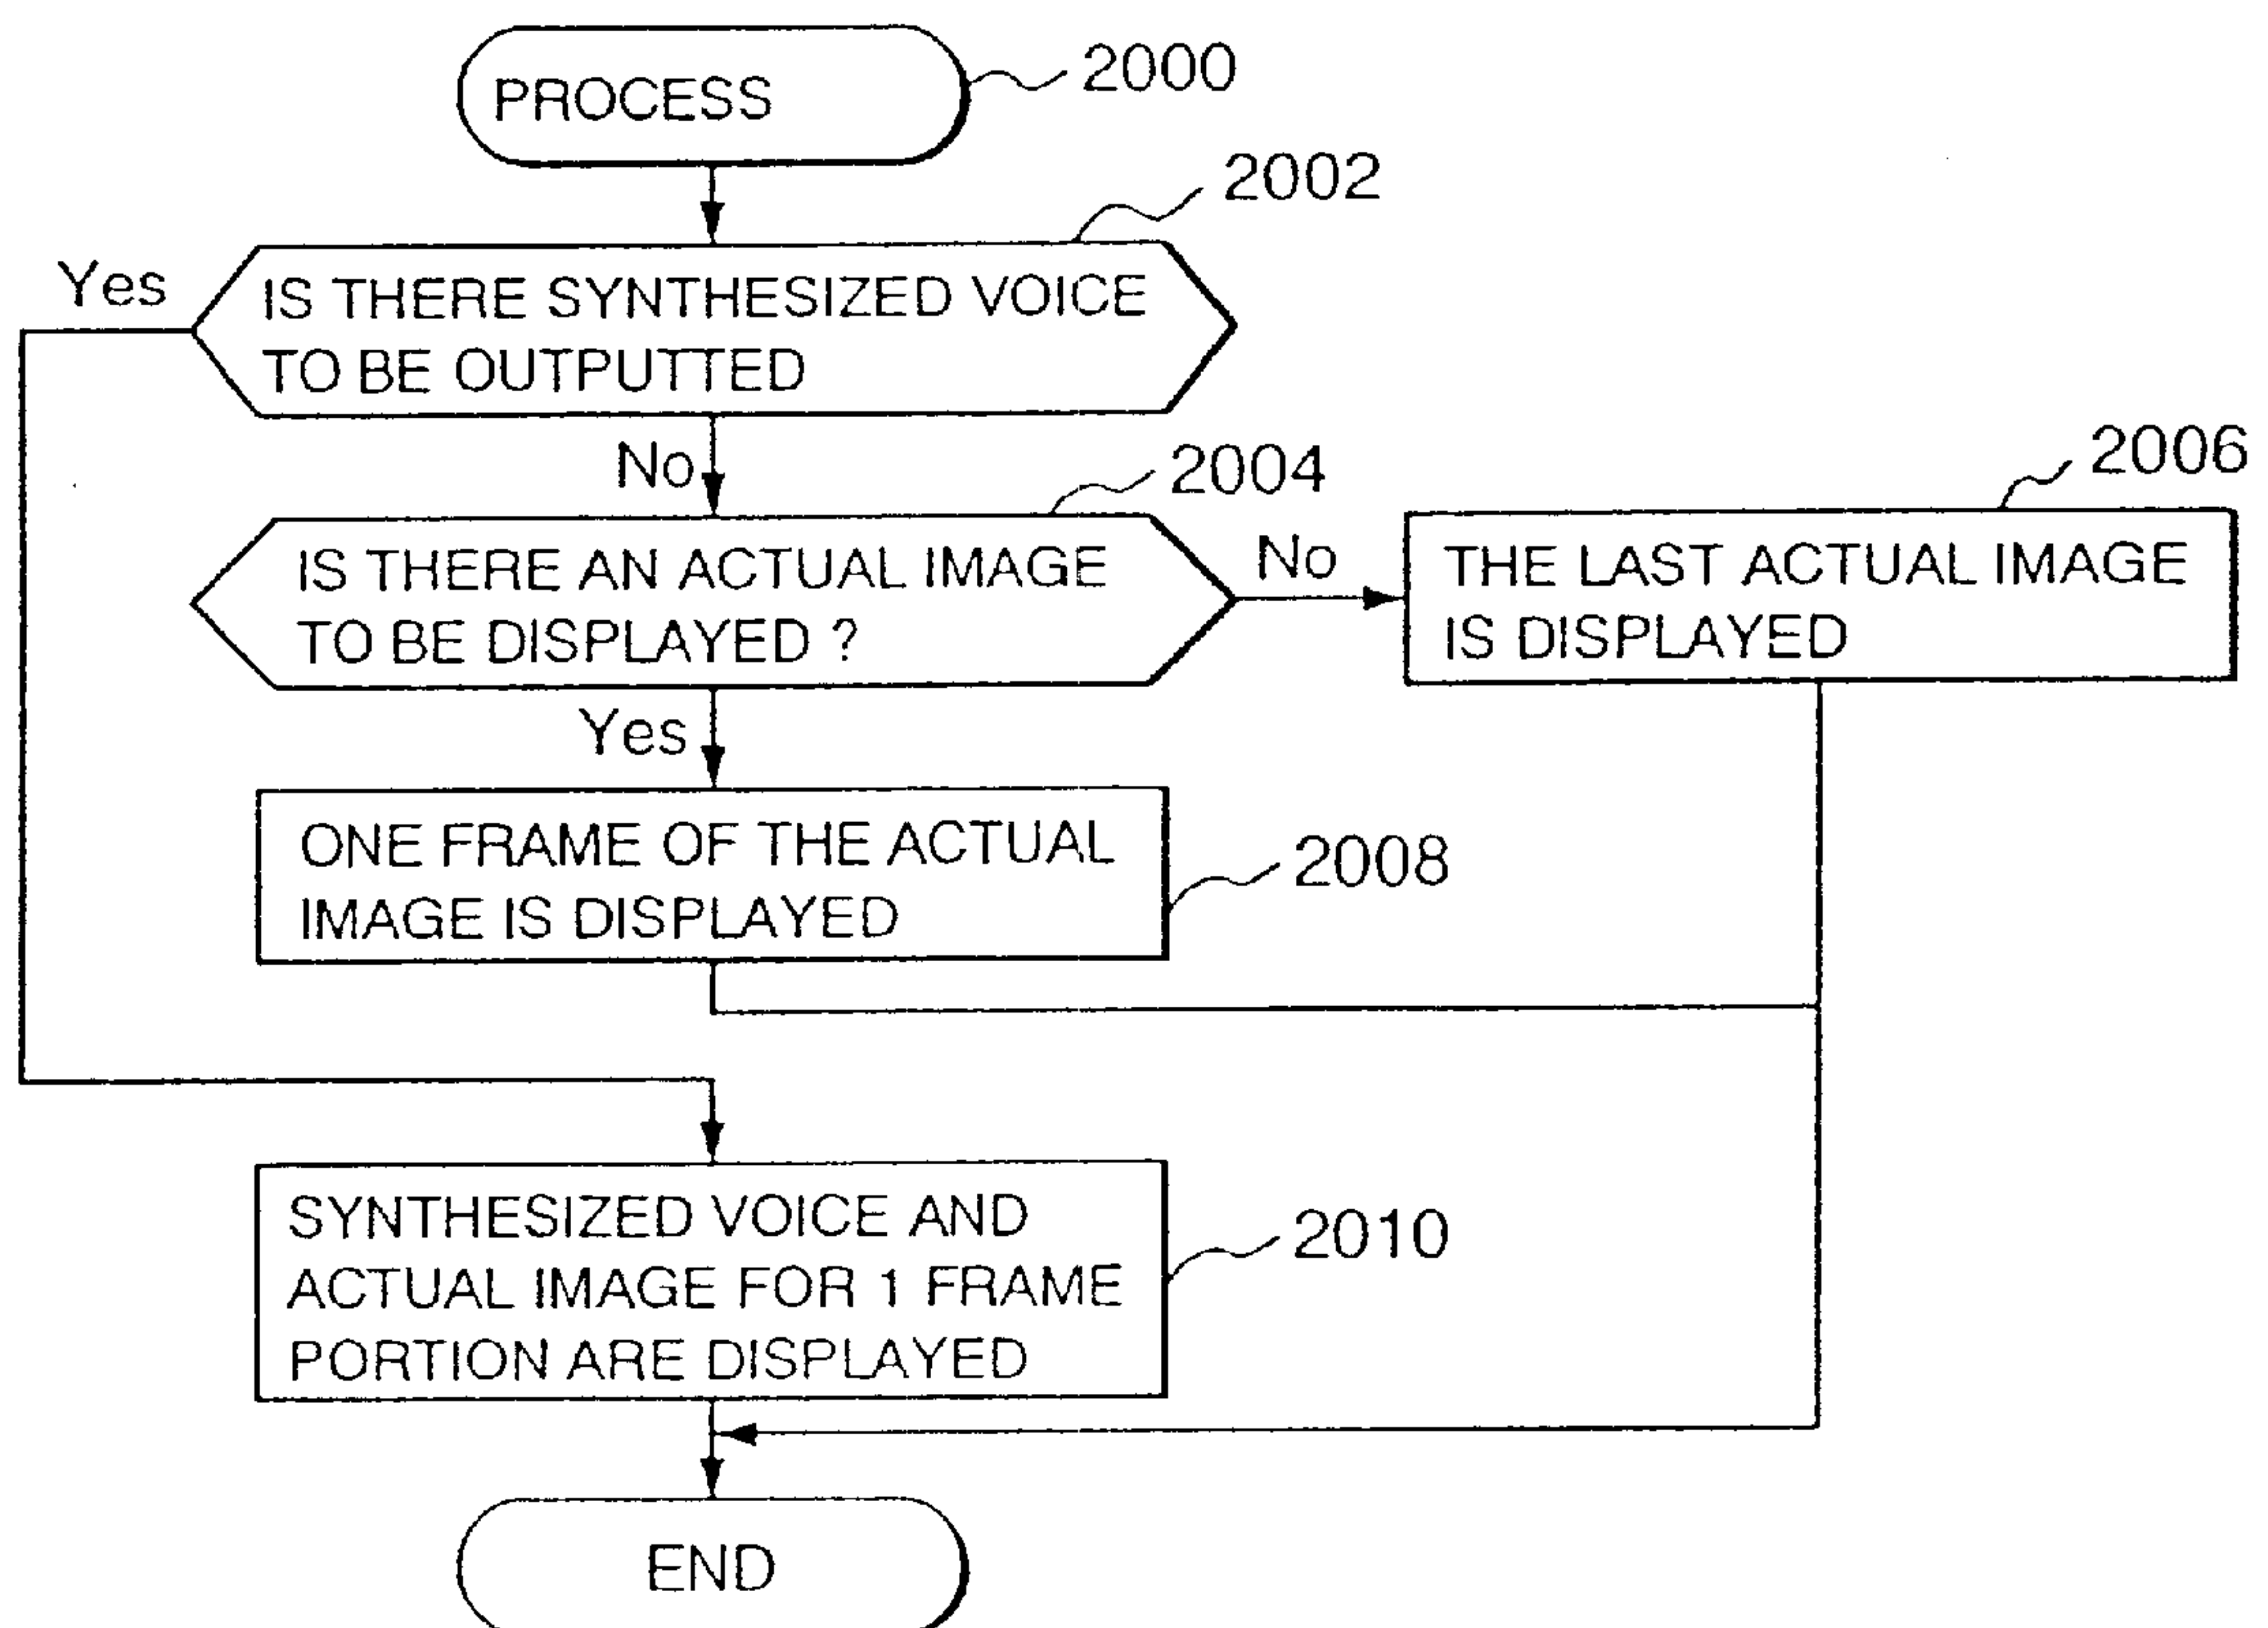 PROCESS
2000
2002
Yes
IS THERE SYNTHESIZED VOICE
TO BE OUTPUTTED
No
2004
2006
IS THERE AN ACTUAL IMAGE
TO BE DISPLAYED ?
No
THE LAST ACTUAL IMAGE
IS DISPLAYED
Yes
ONE FRAME OF THE ACTUAL
IMAGE IS DISPLAYED
2008
SYNTHESIZED VOICE AND
ACTUAL IMAGE FOR 1 FRAME
PORTION ARE DISPLAYED
2010
END